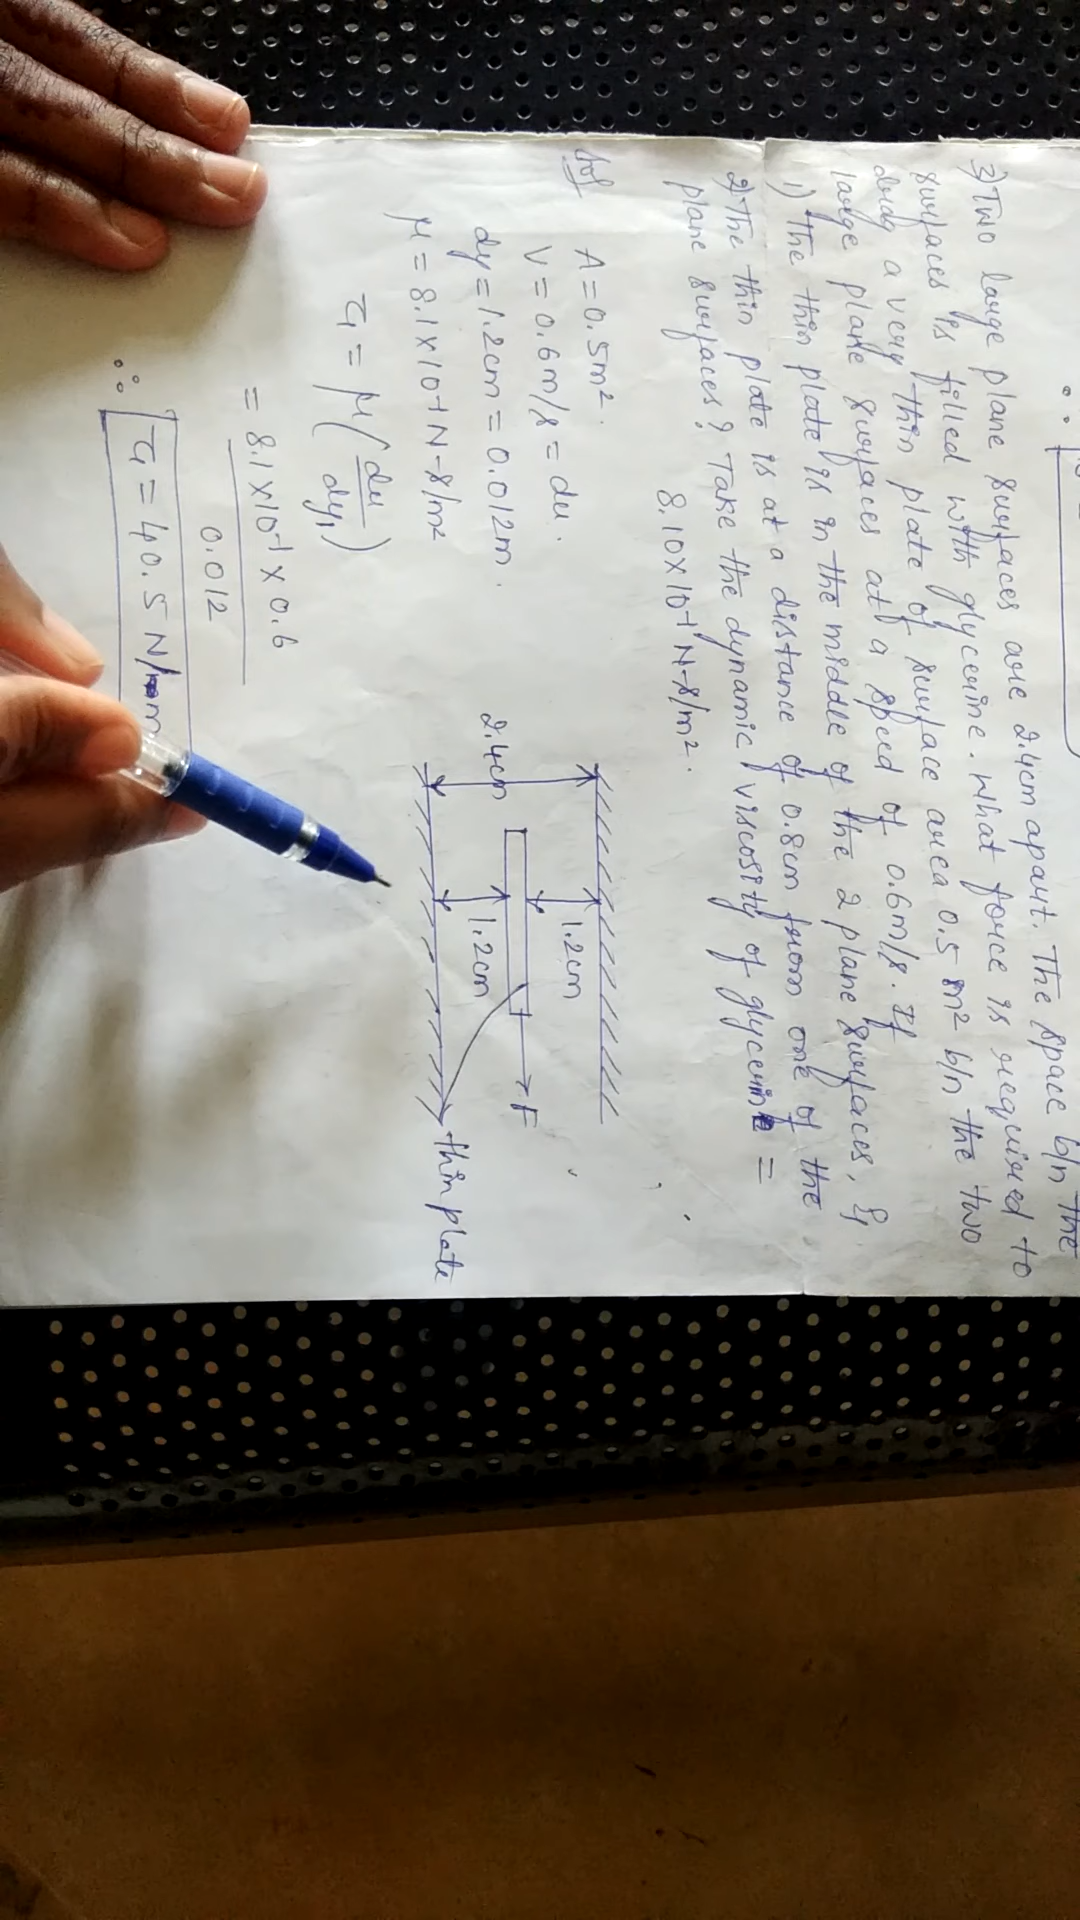 3) Two large plane surfaces are 2.4cm apart. The space b/n the
surfaces is filled with glycerine. What force is required to
drag a very thin plate of surface area 0.5 m² b/n the two
large plane surfaces at a speed of 0.6m/s. If
1) The thin plate is in the middle of the 2 plane surfaces, &
2) The thin plate is at a distance of 0.8cm from one of the
plane surfaces? Take the dynamic viscosity of glycerine =
8.10×10⁻¹ N-s/m².
Sol
A = 0.5m².
V = 0.6m/s = du.
dy = 1.2cm = 0.012m.
μ = 8.1×10⁻¹ N-s/m²
τ₁ = μ(du/dy₁)
= 8.1×10⁻¹ × 0.6
0.012
∴ τ₁ = 40.5 N/m
2.4cm
1.2cm
1.2cm
F
thin plate